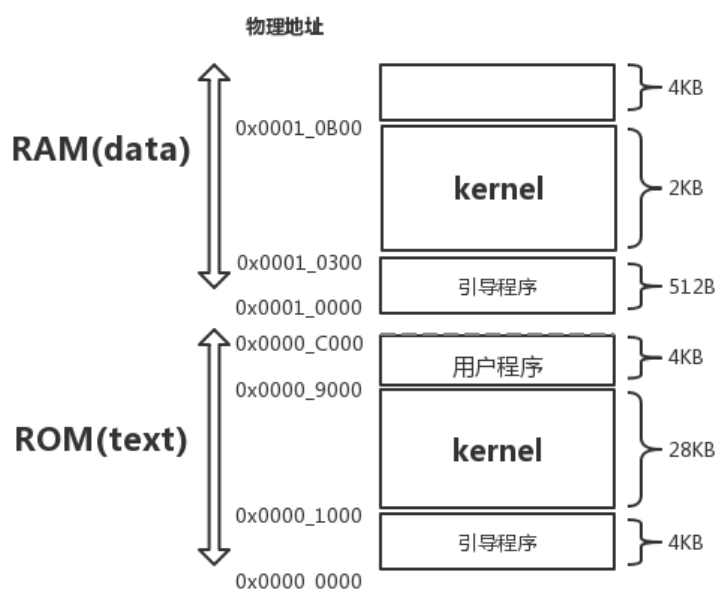 物理地址
4KB
0x0001_0B00
RAM(data)
kernel
2KB
0x0001_0300
引导程序
512B
0x0001_0000
0x0000_C000
用户程序
4KB
0x0000_9000
ROM(text)
kernel
28KB
0x0000_1000
引导程序
4KB
0x0000_0000